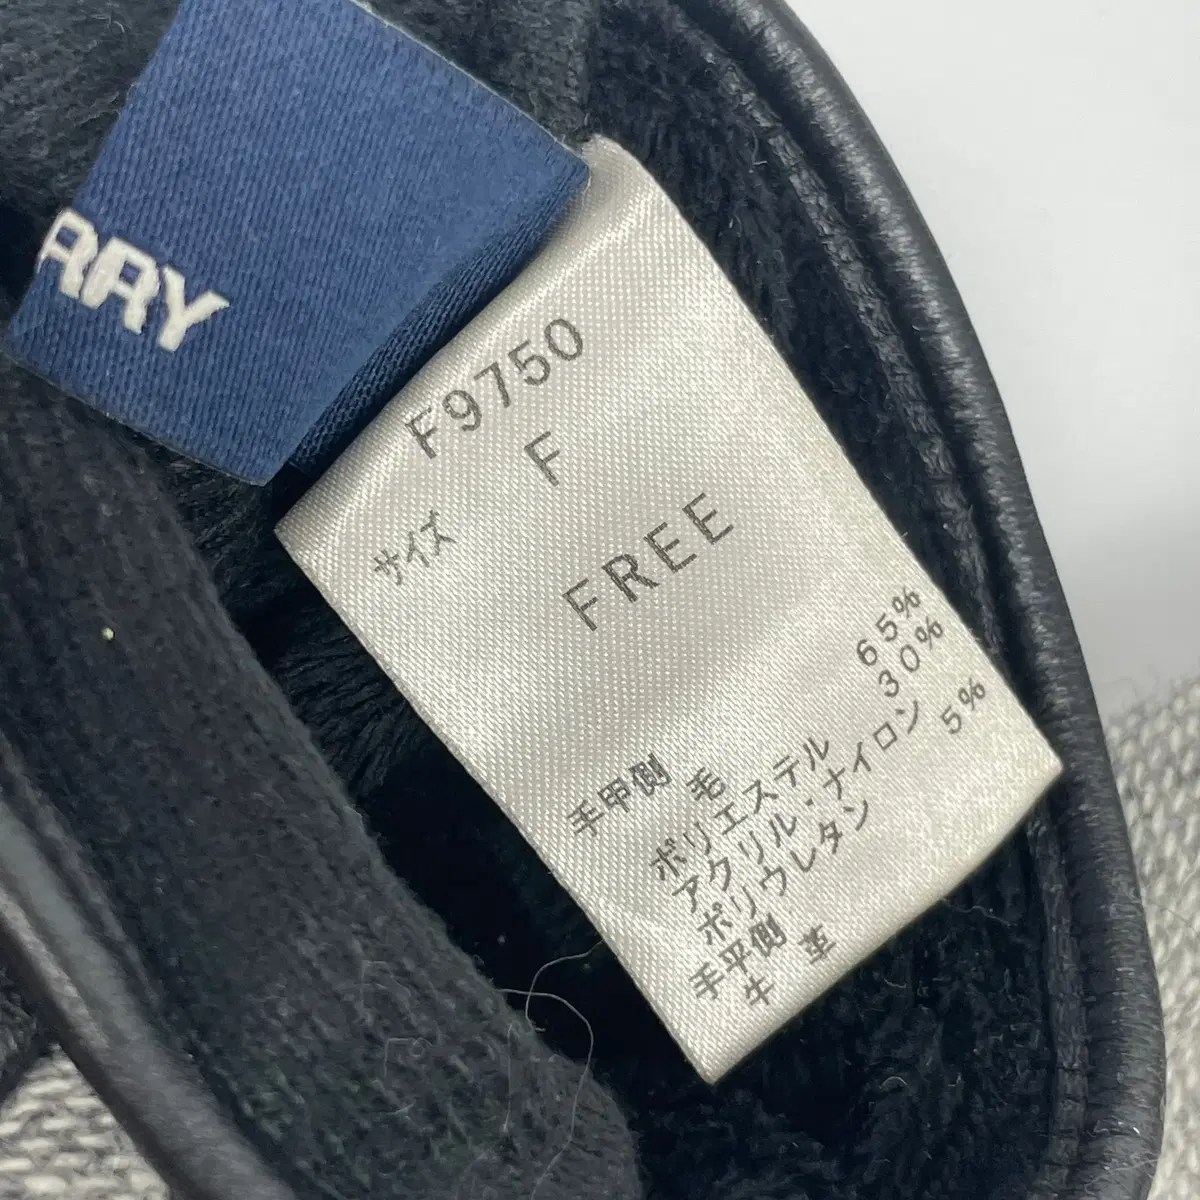 RRY
F9750
サイズ F
FREE
手甲側
毛 65%
ポリエステル 30%
アクリル・ナイロン
ポリウレタン 5%
手平側
牛 革